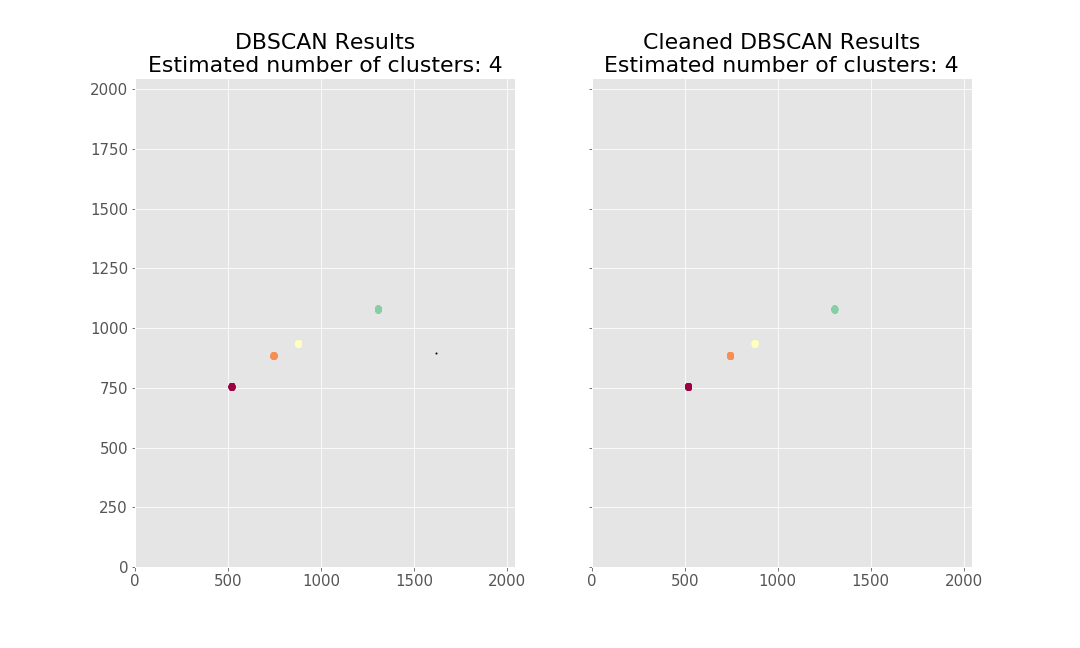 DBSCAN Results
Estimated number of clusters: 4
2000
1750
1500
1250
1000
750
500
250
0
0 500 1000 1500 2000
Cleaned DBSCAN Results
Estimated number of clusters: 4
0 500 1000 1500 2000